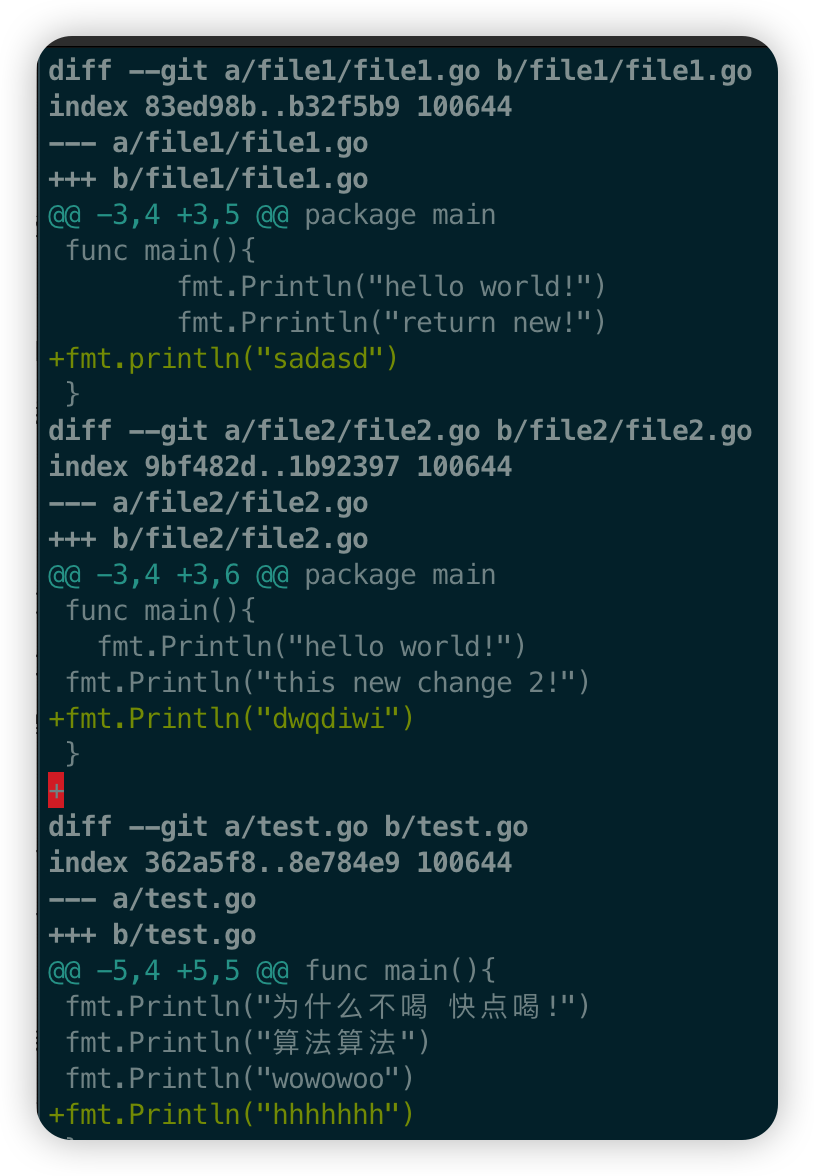 diff --git a/file1/file1.go b/file1/file1.go
index 83ed98b..b32f5b9 100644
--- a/file1/file1.go
+++ b/file1/file1.go
@@ -3,4 +3,5 @@ package main
 func main(){
        fmt.Println("hello world!")
        fmt.Prrintln("return new!")
+fmt.println("sadasd")
 }
diff --git a/file2/file2.go b/file2/file2.go
index 9bf482d..1b92397 100644
--- a/file2/file2.go
+++ b/file2/file2.go
@@ -3,4 +3,6 @@ package main
 func main(){
   fmt.Println("hello world!")
 fmt.Println("this new change 2!")
+fmt.Println("dwqdiwi")
 }
+
diff --git a/test.go b/test.go
index 362a5f8..8e784e9 100644
--- a/test.go
+++ b/test.go
@@ -5,4 +5,5 @@ func main(){
 fmt.Println("为什么不喝 快点喝!")
 fmt.Println("算法算法")
 fmt.Println("wowowoo")
+fmt.Println("hhhhhhh")